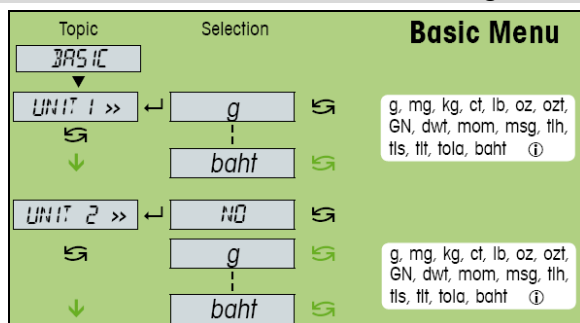 Topic Selection Basic Menu
BASIC
UNIT 1 »
g
g, mg, kg, ct, lb, oz, ozt,
GN, dwt, mom, msg, tlh,
tls, tlt, tola, baht ⓘ
baht
UNIT 2 »
NO
g
g, mg, kg, ct, lb, oz, ozt,
GN, dwt, mom, msg, tlh,
tls, tlt, tola, baht ⓘ
baht